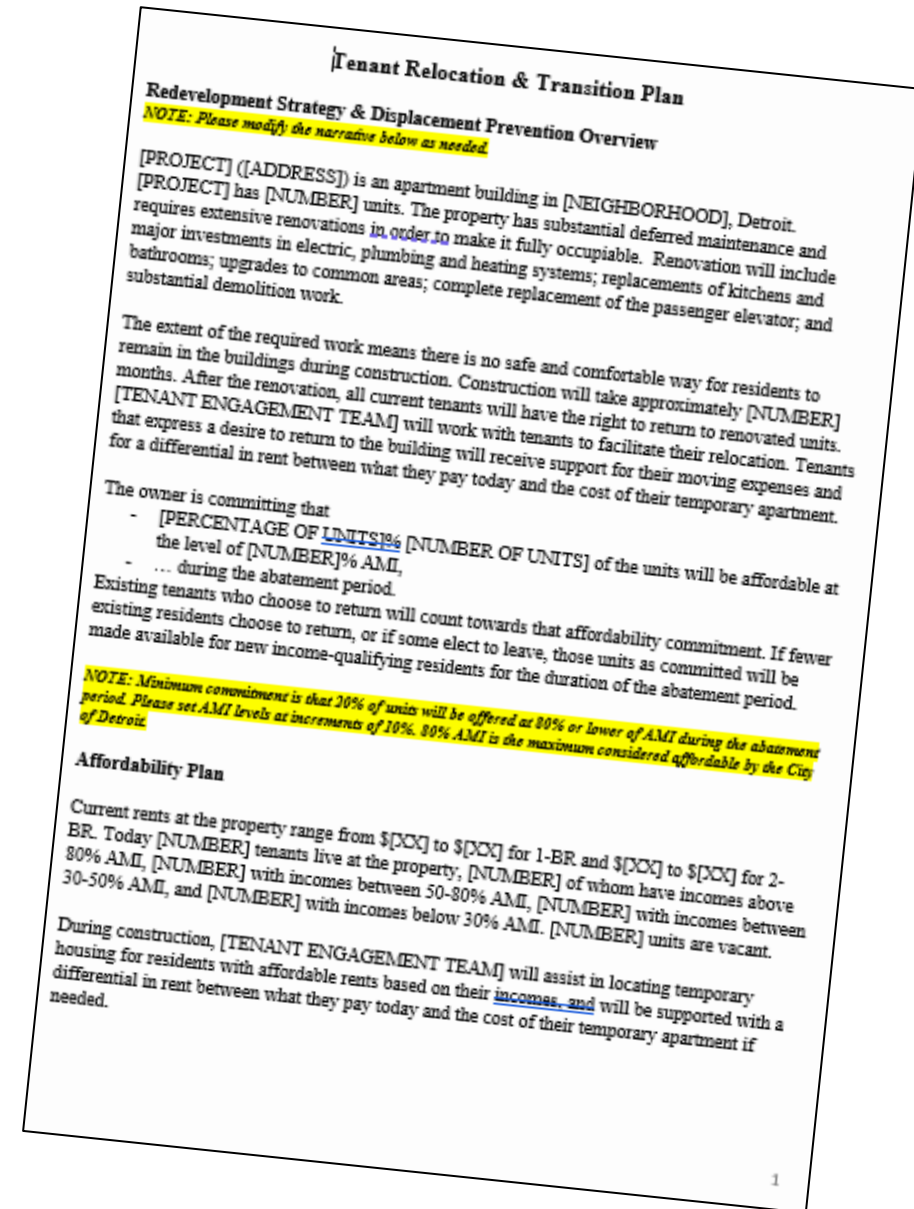 Tenant Relocation & Transition Plan
Redevelopment Strategy & Displacement Prevention Overview
NOTE: Please modify the narrative below as needed.
[PROJECT] ([ADDRESS]) is an apartment building in [NEIGHBORHOOD], Detroit.
[PROJECT] has [NUMBER] units. The property has substantial deferred maintenance and
requires extensive renovations in order to make it fully occupiable. Renovation will include
major investments in electric, plumbing and heating systems; replacements of kitchens and
bathrooms; upgrades to common areas; complete replacement of the passenger elevator; and
substantial demolition work.
The extent of the required work means there is no safe and comfortable way for residents to
remain in the buildings during construction. Construction will take approximately [NUMBER]
months. After the renovation, all current tenants will have the right to return to renovated units.
[TENANT ENGAGEMENT TEAM] will work with tenants to facilitate their relocation. Tenants
that express a desire to return to the building will receive support for their moving expenses and
for a differential in rent between what they pay today and the cost of their temporary apartment.
The owner is committing that
- [PERCENTAGE OF UNITS]% [NUMBER OF UNITS] of the units will be affordable at
the level of [NUMBER]% AMI,
- … during the abatement period.
Existing tenants who choose to return will count towards that affordability commitment. If fewer
existing residents choose to return, or if some elect to leave, those units as committed will be
made available for new income-qualifying residents for the duration of the abatement period.
NOTE: Minimum commitment is that 20% of units will be offered at 80% or lower of AMI during the abatement
period. Please set AMI levels at increments of 10%. 80% AMI is the maximum considered affordable by the City
of Detroit.
Affordability Plan
Current rents at the property range from $[XX] to $[XX] for 1-BR and $[XX] to $[XX] for 2-
BR. Today [NUMBER] tenants live at the property, [NUMBER] of whom have incomes above
80% AMI, [NUMBER] with incomes between 50-80% AMI, [NUMBER] with incomes between
30-50% AMI, and [NUMBER] with incomes below 30% AMI. [NUMBER] units are vacant.
During construction, [TENANT ENGAGEMENT TEAM] will assist in locating temporary
housing for residents with affordable rents based on their incomes, and will be supported with a
differential in rent between what they pay today and the cost of their temporary apartment if
needed.
1